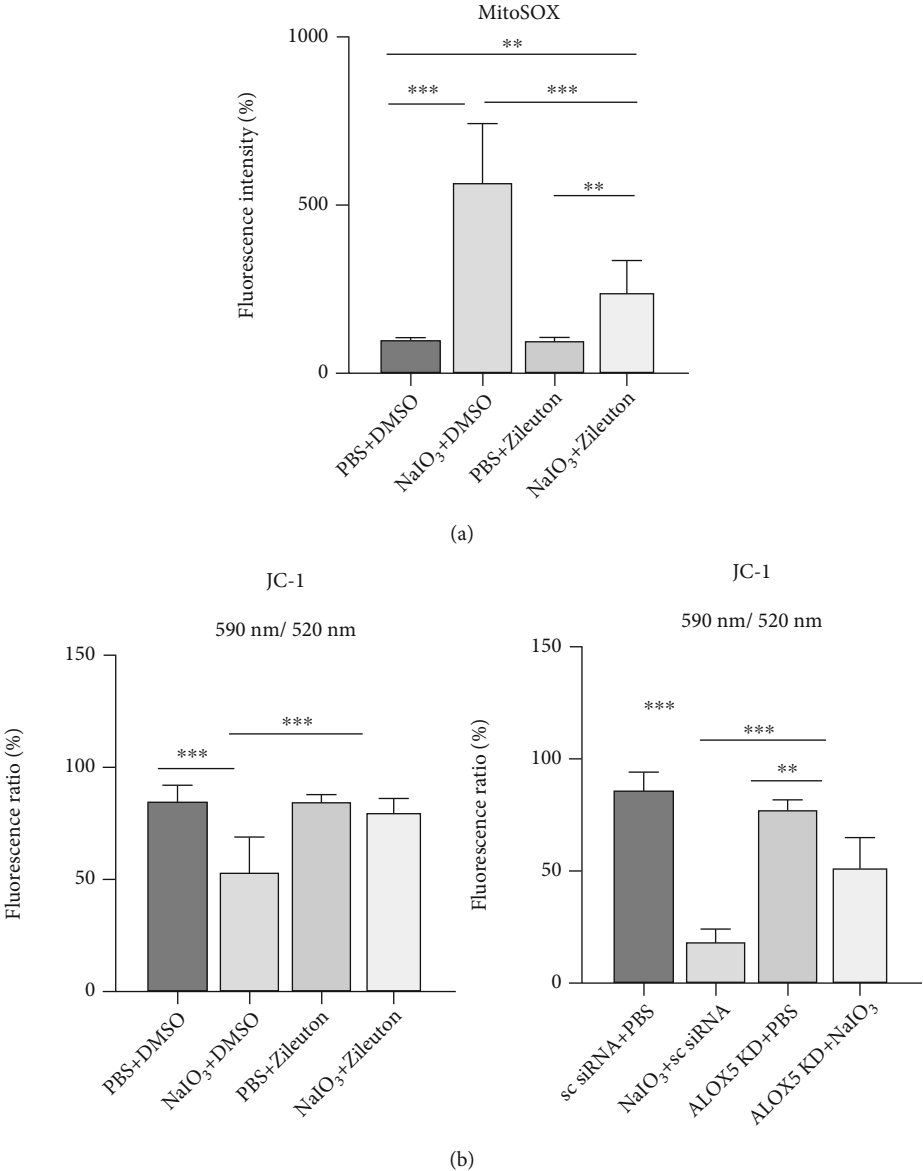 MitoSOX
1000
500
0
Fluorescence intensity (%)
**
***
***
**
PBS+DMSO
NaIO₃+DMSO
PBS+Zileuton
NaIO₃+Zileuton
(a)
JC-1
590 nm/ 520 nm
150
100
50
0
Fluorescence ratio (%)
***
***
PBS+DMSO
NaIO₃+DMSO
PBS+Zileuton
NaIO₃+Zileuton
JC-1
590 nm/ 520 nm
150
100
50
0
Fluorescence ratio (%)
***
***
**
sc siRNA+PBS
NaIO₃+sc siRNA
ALOX5 KD+PBS
ALOX5 KD+NaIO₃
(b)